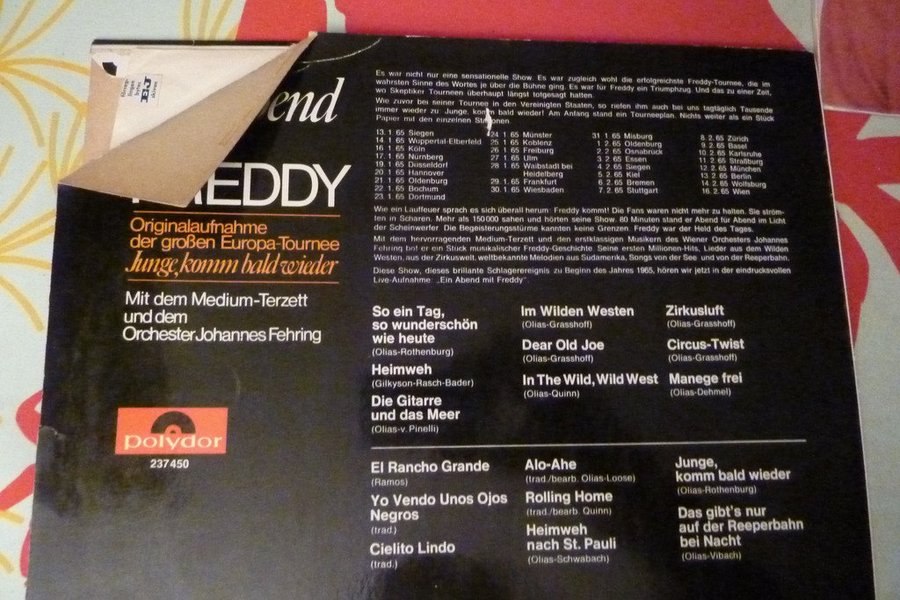 end
FREDDY
Originalaufnahme
der großen Europa-Tournee
Junge, komm bald wieder
Mit dem Medium-Terzett
und dem
Orchester Johannes Fehring
polydor
237 450
Es war nicht nur eine sensationelle Show. Es war zugleich wohl die erfolgreichste Freddy-Tournee, die im
wahrsten Sinne des Wortes je über die Bühne ging. Es war für Freddy ein Triumphzug. Und das zu einer Zeit,
wo Skeptiker Tourneen überhaupt längst totgesagt hatten.
Wie zuvor bei seiner Tournee in den Vereinigten Staaten, so riefen ihm auch bei uns tagtäglich Tausende
immer wieder zu: Junge, komm bald wieder! Am Anfang stand ein Tourneeplan. Nichts weiter als ein Stück
Papier mit den einzelnen Stationen.
13. 1. 65 Siegen
14. 1. 65 Wuppertal-Elberfeld
16. 1. 65 Köln
17. 1. 65 Nürnberg
19. 1. 65 Düsseldorf
20. 1. 65 Hannover
21. 1. 65 Oldenburg
22. 1. 65 Bochum
23. 1. 65 Dortmund
24. 1. 65 Münster
25. 1. 65 Koblenz
26. 1. 65 Freiburg
27. 1. 65 Ulm
28. 1. 65 Waibstadt bei
Heidelberg
29. 1. 65 Frankfurt
30. 1. 65 Wiesbaden
31. 1. 65 Misburg
1. 2. 65 Oldenburg
2. 2. 65 Osnabrück
3. 2. 65 Essen
4. 2. 65 Siegen
5. 2. 65 Kiel
6. 2. 65 Bremen
7. 2. 65 Stuttgart
8. 2. 65 Zürich
9. 2. 65 Basel
10. 2. 65 Karlsruhe
11. 2. 65 Straßburg
12. 2. 65 München
13. 2. 65 Berlin
14. 2. 65 Wolfsburg
16. 2. 65 Wien
Wie ein Lauffeuer sprach es sich überall herum: Freddy kommt! Die Fans waren nicht mehr zu halten. Sie ström-
ten in Scharen. Mehr als 150 000 sahen und hörten seine Show. 80 Minuten stand er Abend für Abend im Licht
der Scheinwerfer. Die Begeisterungsstürme kannten keine Grenzen. Freddy war der Held des Tages.
Mit dem hervorragenden Medium-Terzett und den erstklassigen Musikern des Wiener Orchesters Johannes
Fehring bot er ein Stück musikalischer Freddy-Geschichte. Seine ersten Millionen-Hits, Lieder aus dem Wilden
Westen, aus der Zirkuswelt, weltbekannte Melodien aus Südamerika, Songs von der See und von der Reeperbahn.
Diese Show, dieses brillante Schlagerereignis zu Beginn des Jahres 1965, hören wir jetzt in der eindrucksvollen
Live-Aufnahme: „Ein Abend mit Freddy"
So ein Tag,
so wunderschön
wie heute
(Olias-Rothenburg)
Heimweh
(Gilkyson-Rasch-Bader)
Die Gitarre
und das Meer
(Olias-v. Pinelli)
Im Wilden Westen
(Olias-Grasshoff)
Dear Old Joe
(Olias-Grasshoff)
In The Wild, Wild West
(Olias-Quinn)
Zirkusluft
(Olias-Grasshoff)
Circus-Twist
(Olias-Grasshoff)
Manege frei
(Olias-Dehmel)
El Rancho Grande
(Ramos)
Yo Vendo Unos Ojos
Negros
(trad.)
Cielito Lindo
(trad.)
Alo-Ahe
(trad./bearb. Olias-Loose)
Rolling Home
(trad./bearb. Quinn)
Heimweh
nach St. Pauli
(Olias-Schwabach)
Junge,
komm bald wieder
(Olias-Rothenburg)
Das gibt's nur
auf der Reeperbahn
bei Nacht
(Olias-Vibach)